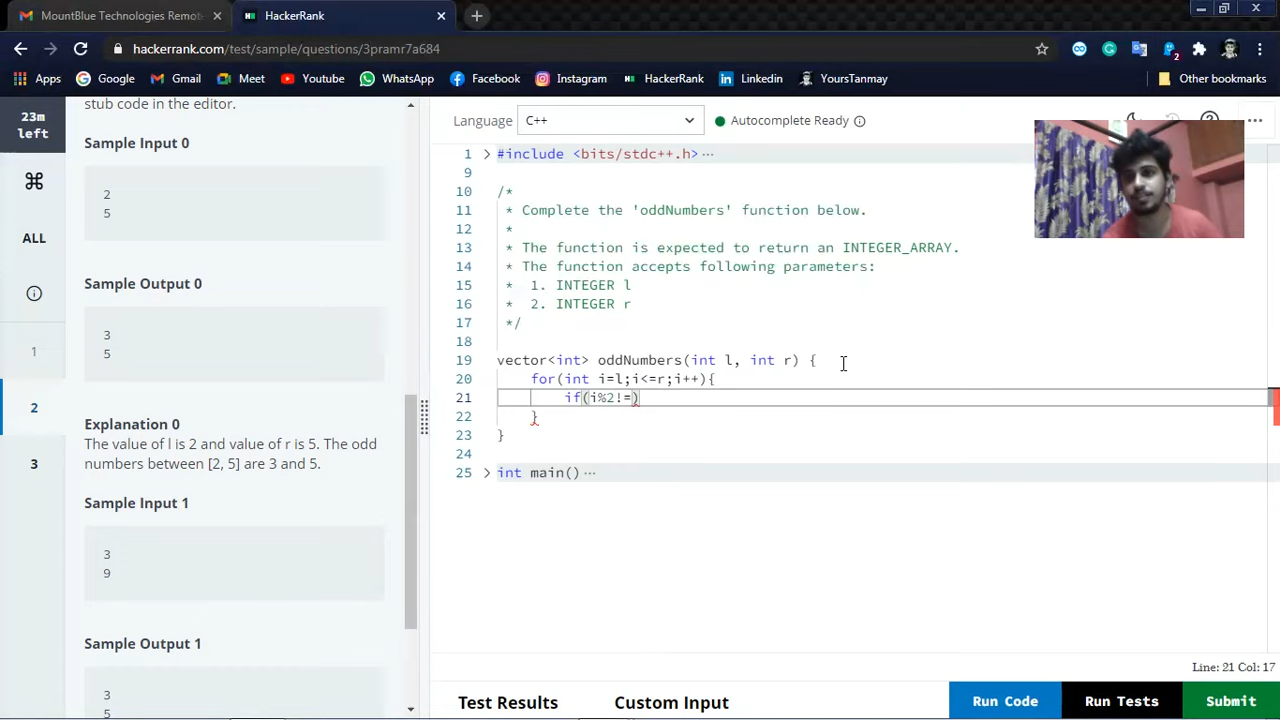 MountBlue Technologies Remot
HackerRank
hackerrank.com/test/sample/questions/3pramr7a684
2
Apps
Google
Gmail
Meet
Youtube
WhatsApp
Facebook
Instagram
HackerRank
Linkedin
YoursTanmay
Other bookmarks
23m
left
ALL
1
2
3
stub code in the editor.
Sample Input 0
2
5
Sample Output 0
3
5
Explanation 0
The value of l is 2 and value of r is 5. The odd
numbers between [2, 5] are 3 and 5.
Sample Input 1
3
9
Sample Output 1
3
5
Language
C++
Autocomplete Ready
1 #include <bits/stdc++.h> ⋯
9
10 /*
11 * Complete the 'oddNumbers' function below.
12 *
13 * The function is expected to return an INTEGER_ARRAY.
14 * The function accepts following parameters:
15 * 1. INTEGER l
16 * 2. INTEGER r
17 */
18
19 vector<int> oddNumbers(int l, int r) {
20 for(int i=l;i<=r;i++){
21 if(i%2!=)
22 }
23 }
24
25 int main() ⋯
Line: 21 Col: 17
Test Results
Custom Input
Run Code
Run Tests
Submit